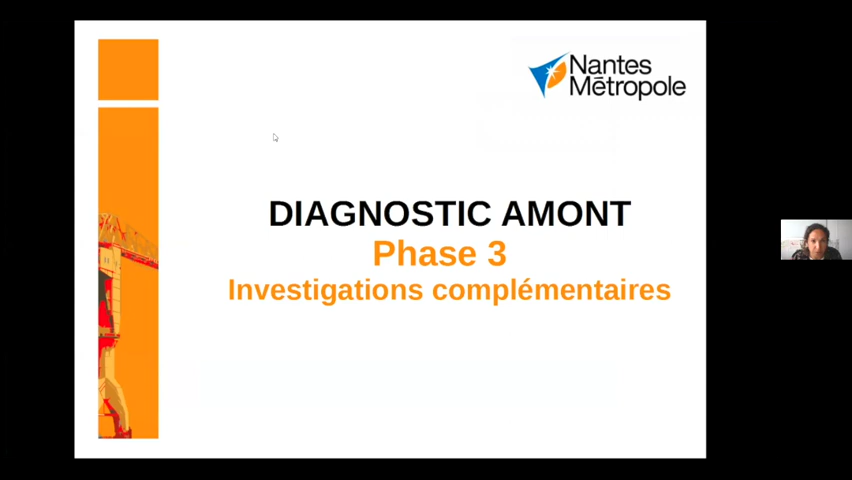 Nantes
Métropole
DIAGNOSTIC AMONT
Phase 3
Investigations complémentaires